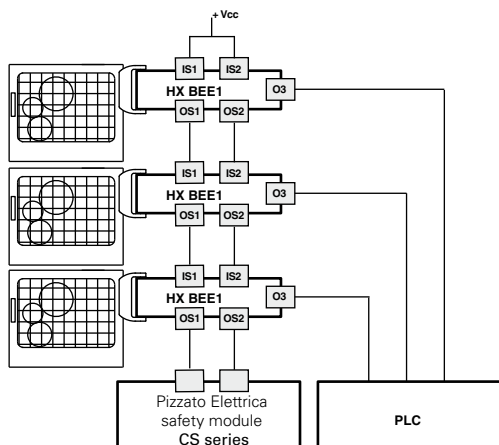 + Vcc
IS1 IS2
HX BEE1 O3
OS1 OS2
IS1 IS2
HX BEE1 O3
OS1 OS2
IS1 IS2
HX BEE1 O3
OS1 OS2
Pizzato Elettrica
safety module
CS series
PLC